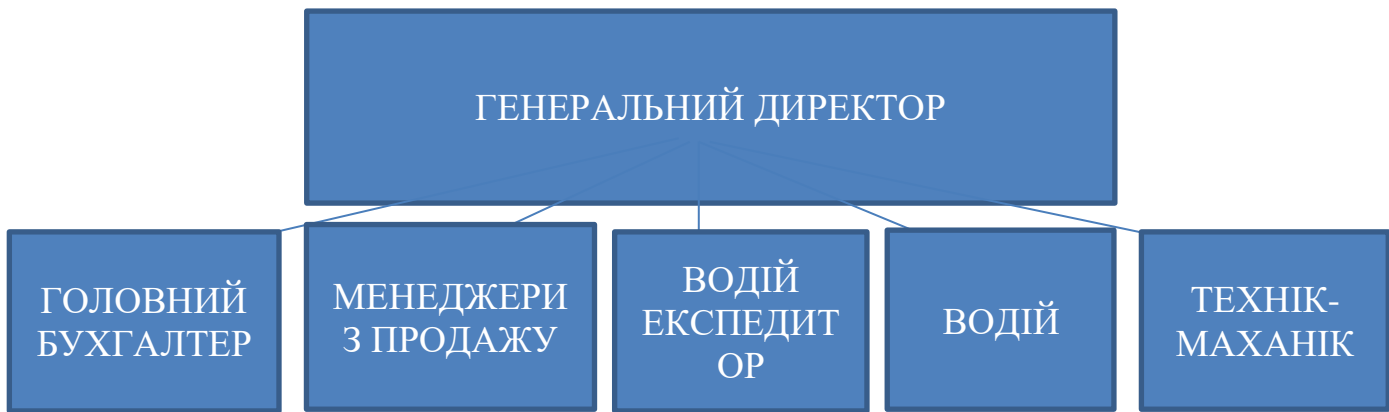 ГЕНЕРАЛЬНИЙ ДИРЕКТОР
ГОЛОВНИЙ
БУХГАЛТЕР
МЕНЕДЖЕРИ
З ПРОДАЖУ
ВОДІЙ
ЕКСПЕДИТ
ОР
ВОДІЙ
ТЕХНІК-
МАХАНІК